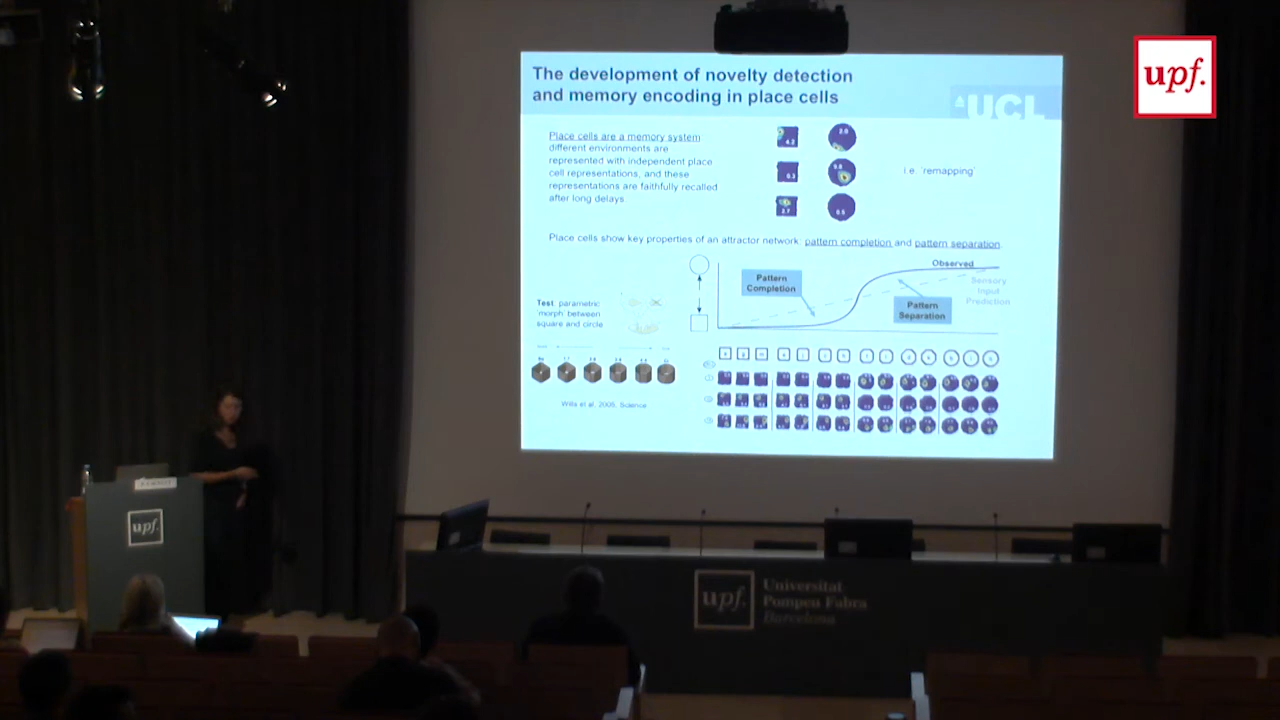 upf.
The development of novelty detection
and memory encoding in place cells
UCL
Place cells are a memory system
different environments are
represented with independent place
cell representations, and these
representations are faithfully recalled
after long delays
i.e. 'remapping'
Place cells show key properties of an attractor network: pattern completion and pattern separation
Observed
Pattern
Completion
Sensory
Input
Prediction
Pattern
Separation
Test: parametric
'morph' between
square and circle
Wills et al. 2005, Science
upf.
upf.
Universitat
Pompeu Fabra
Barcelona